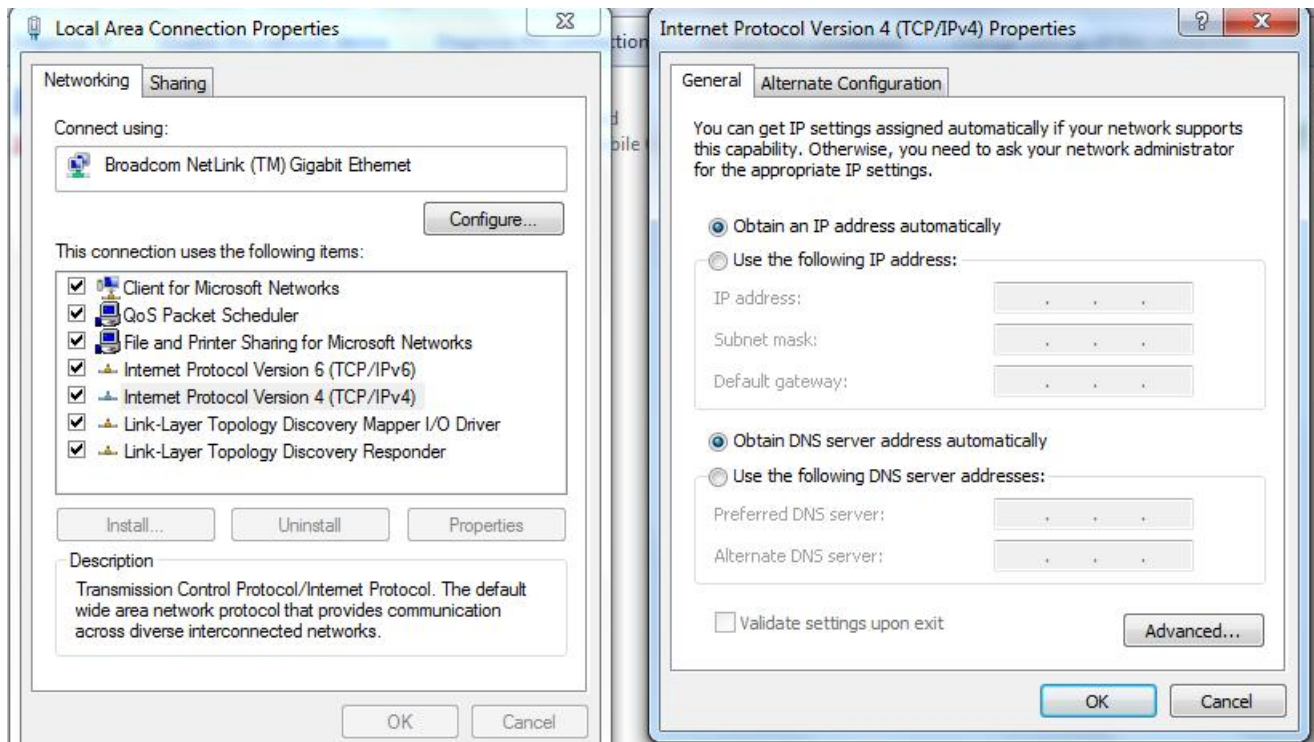 Local Area Connection Properties
Networking
Sharing
Connect using:
Broadcom NetLink (TM) Gigabit Ethernet
Configure...
This connection uses the following items:
Client for Microsoft Networks
QoS Packet Scheduler
File and Printer Sharing for Microsoft Networks
Internet Protocol Version 6 (TCP/IPv6)
Internet Protocol Version 4 (TCP/IPv4)
Link-Layer Topology Discovery Mapper I/O Driver
Link-Layer Topology Discovery Responder
Install...
Uninstall
Properties
Description
Transmission Control Protocol/Internet Protocol. The default
wide area network protocol that provides communication
across diverse interconnected networks.
OK
Cancel
Internet Protocol Version 4 (TCP/IPv4) Properties
General
Alternate Configuration
You can get IP settings assigned automatically if your network supports
this capability. Otherwise, you need to ask your network administrator
for the appropriate IP settings.
Obtain an IP address automatically
Use the following IP address:
IP address:
Subnet mask:
Default gateway:
Obtain DNS server address automatically
Use the following DNS server addresses:
Preferred DNS server:
Alternate DNS server:
Validate settings upon exit
Advanced...
OK
Cancel